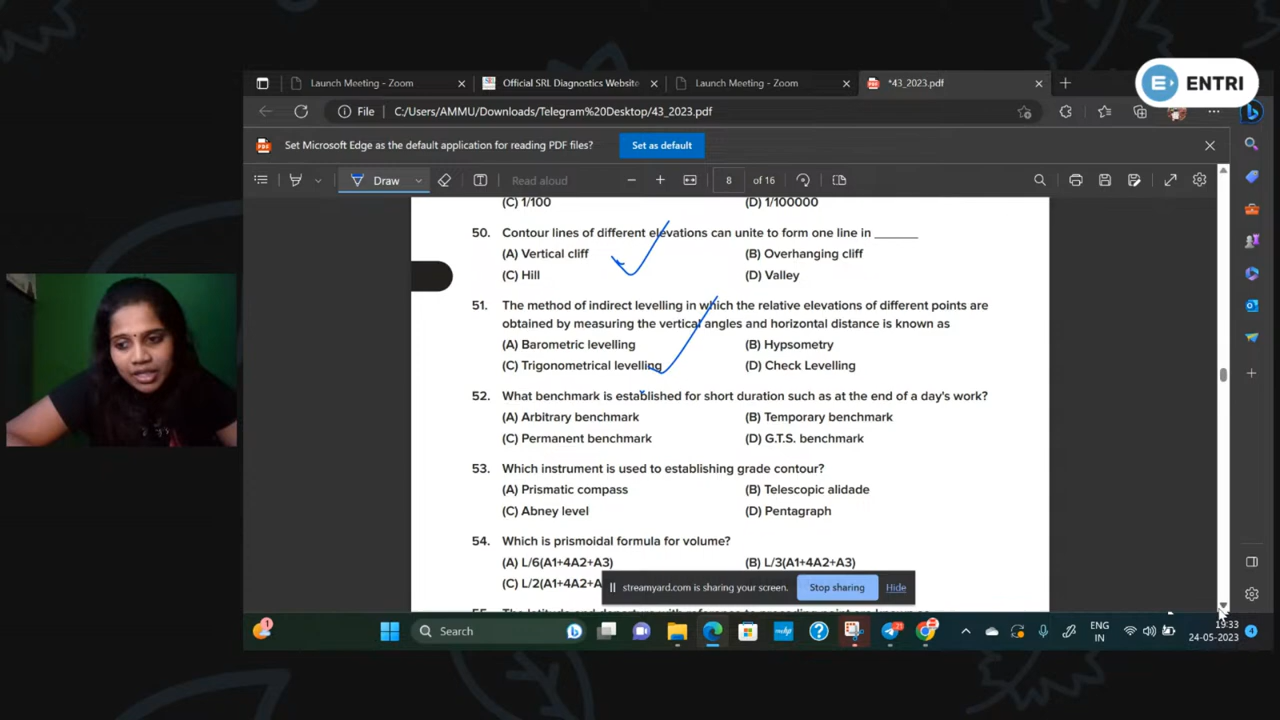 ENTRI
Launch Meeting - Zoom
Official SRL Diagnostics Website
Launch Meeting - Zoom
*43_2023.pdf
File
C:/Users/AMMU/Downloads/Telegram%20Desktop/43_2023.pdf
Set Microsoft Edge as the default application for reading PDF files?
Set as default
Draw
Read aloud
8 of 16
(C) 1/100 (D) 1/100000
50. Contour lines of different elevations can unite to form one line in _______
(A) Vertical cliff (B) Overhanging cliff
(C) Hill (D) Valley
51. The method of indirect levelling in which the relative elevations of different points are
obtained by measuring the vertical angles and horizontal distance is known as
(A) Barometric levelling (B) Hypsometry
(C) Trigonometrical levelling (D) Check Levelling
52. What benchmark is established for short duration such as at the end of a day's work?
(A) Arbitrary benchmark (B) Temporary benchmark
(C) Permanent benchmark (D) G.T.S. benchmark
53. Which instrument is used to establishing grade contour?
(A) Prismatic compass (B) Telescopic alidade
(C) Abney level (D) Pentagraph
54. Which is prismoidal formula for volume?
(A) L/6(A1+4A2+A3) (B) L/3(A1+4A2+A3)
(C) L/2(A1+4A2+A
streamyard.com is sharing your screen.
Stop sharing
Hide
Search
ENG
IN
19:33
24-05-2023